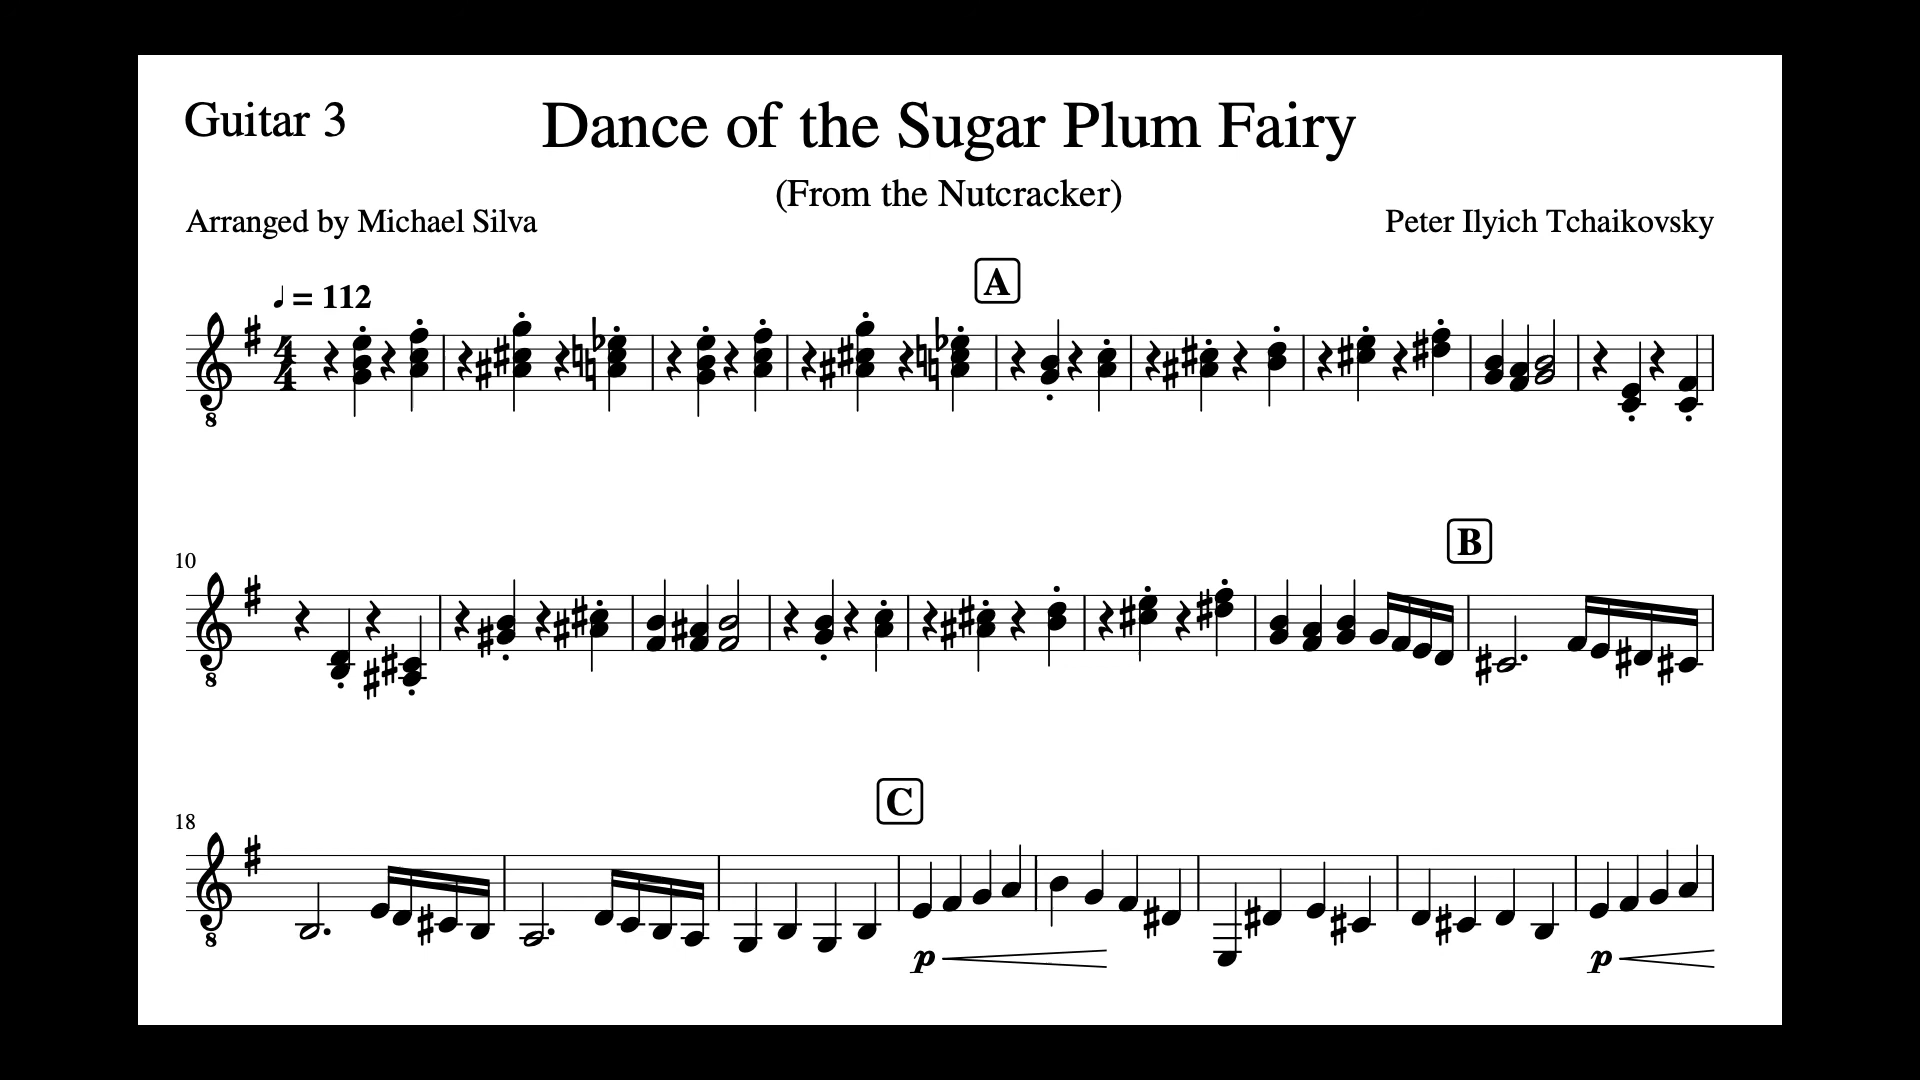 Guitar 3
Dance of the Sugar Plum Fairy
(From the Nutcracker)
Arranged by Michael Silva
Peter Ilyich Tchaikovsky
A
♩ = 112
4
4
8
B
10
8
C
18
8
p
p